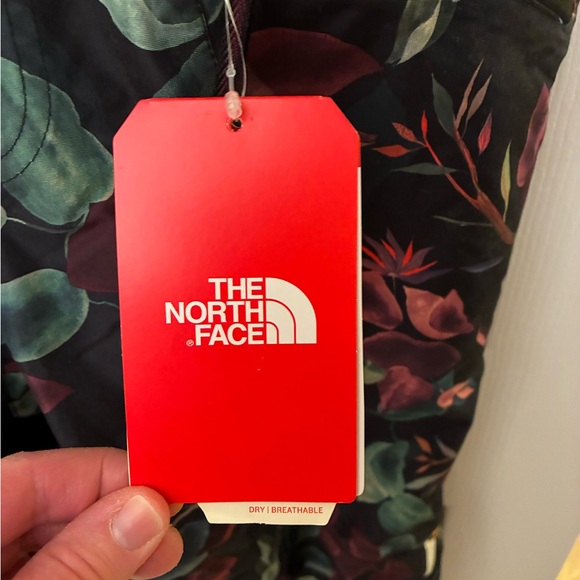 THE
NORTH
® FACE
DRY | BREATHABLE